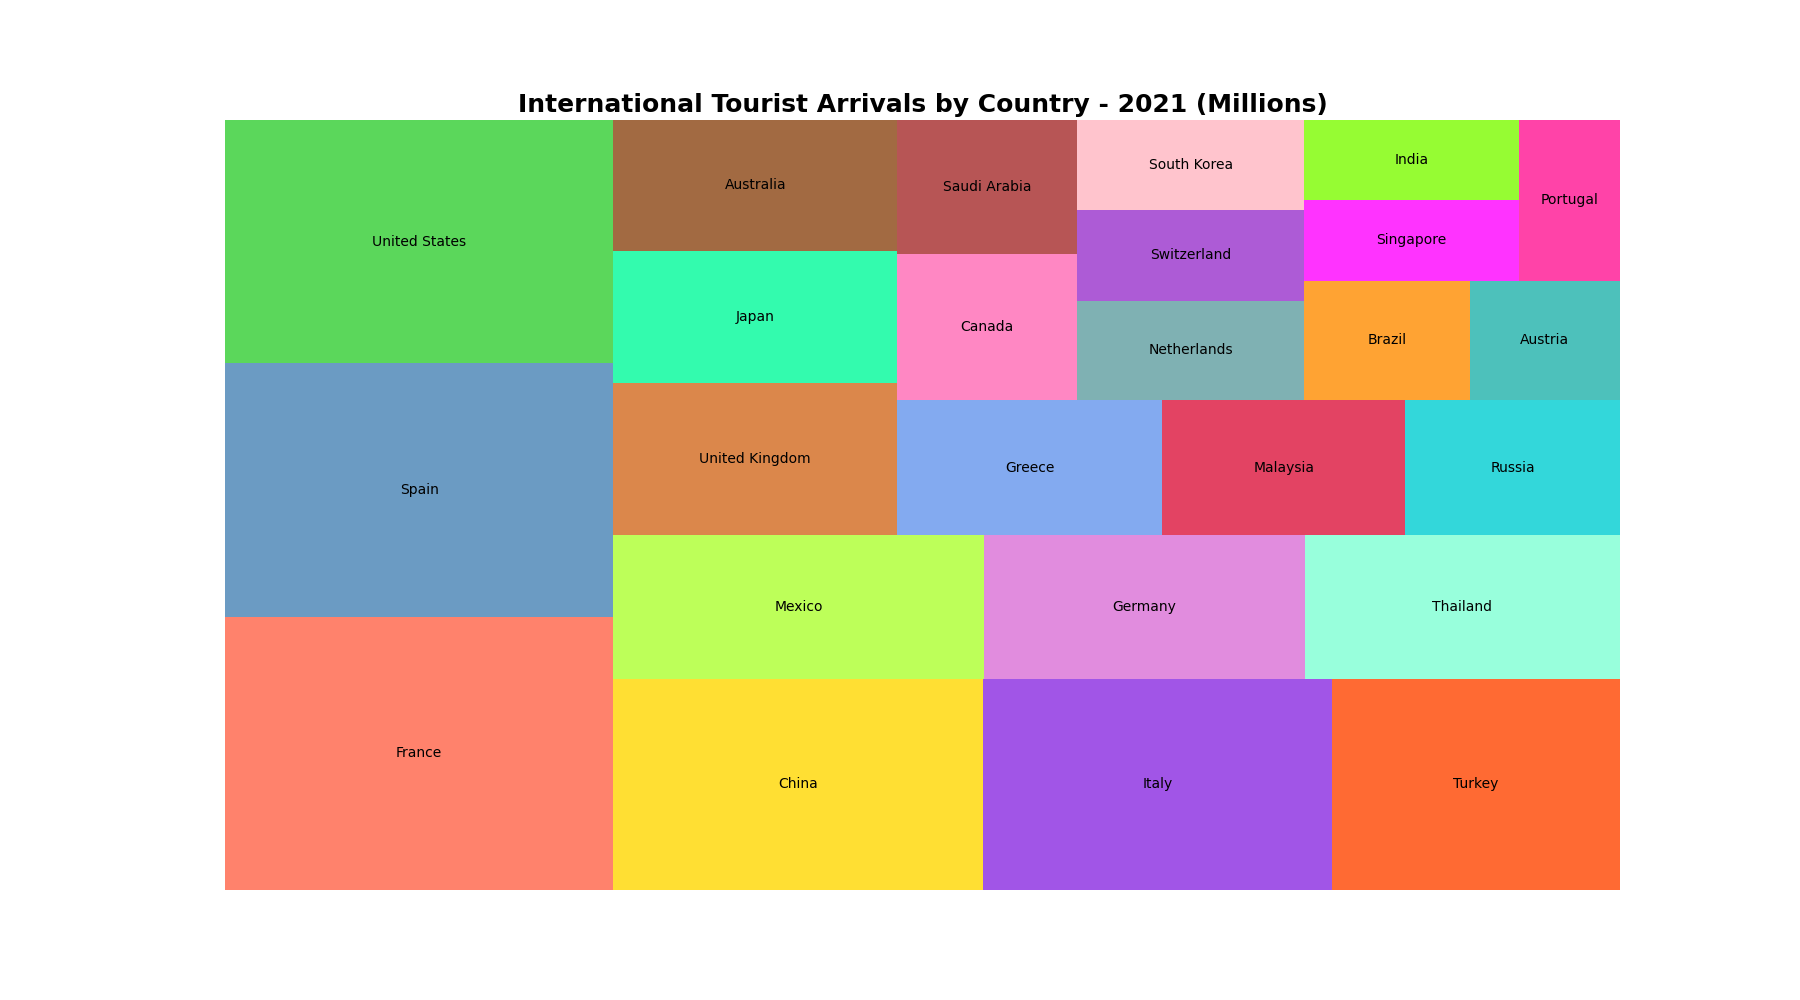 International Tourist Arrivals by Country - 2021 (Millions)
United States
Spain
France
Australia
Japan
United Kingdom
Saudi Arabia
Canada
South Korea
Switzerland
Netherlands
India
Singapore
Portugal
Brazil
Austria
Greece
Malaysia
Russia
Mexico
Germany
Thailand
China
Italy
Turkey